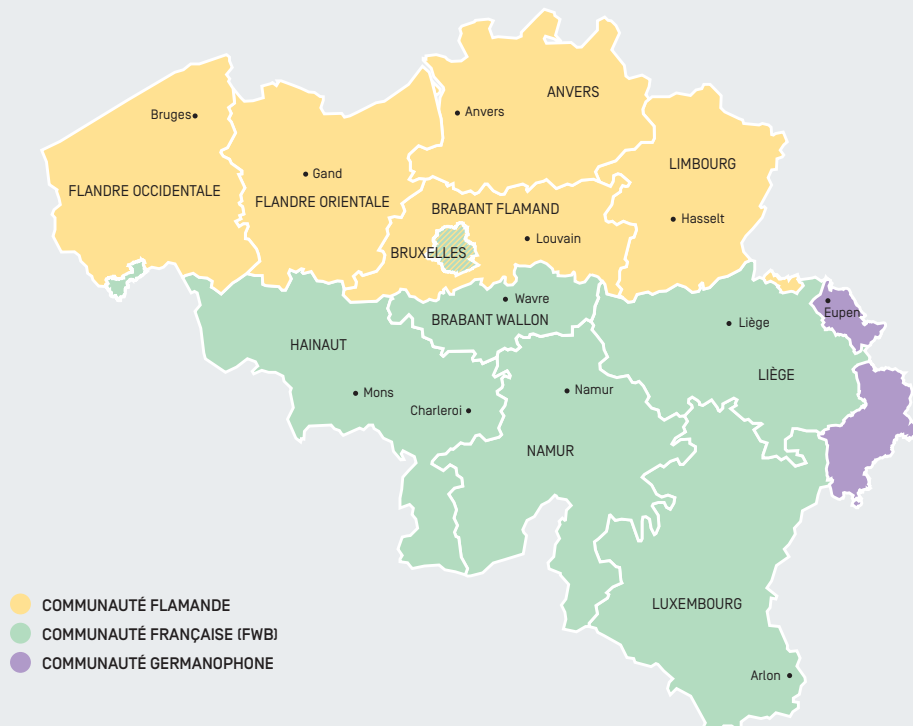 ANVERS
Bruges
Anvers
LIMBOURG
Gand
FLANDRE OCCIDENTALE
FLANDRE ORIENTALE
BRABANT FLAMAND
Hasselt
Louvain
BRUXELLES
Wavre
Eupen
BRABANT WALLON
Liège
HAINAUT
LIÈGE
Mons
Namur
Charleroi
NAMUR
LUXEMBOURG
Arlon
COMMUNAUTÉ FLAMANDE
COMMUNAUTÉ FRANÇAISE (FWB)
COMMUNAUTÉ GERMANOPHONE